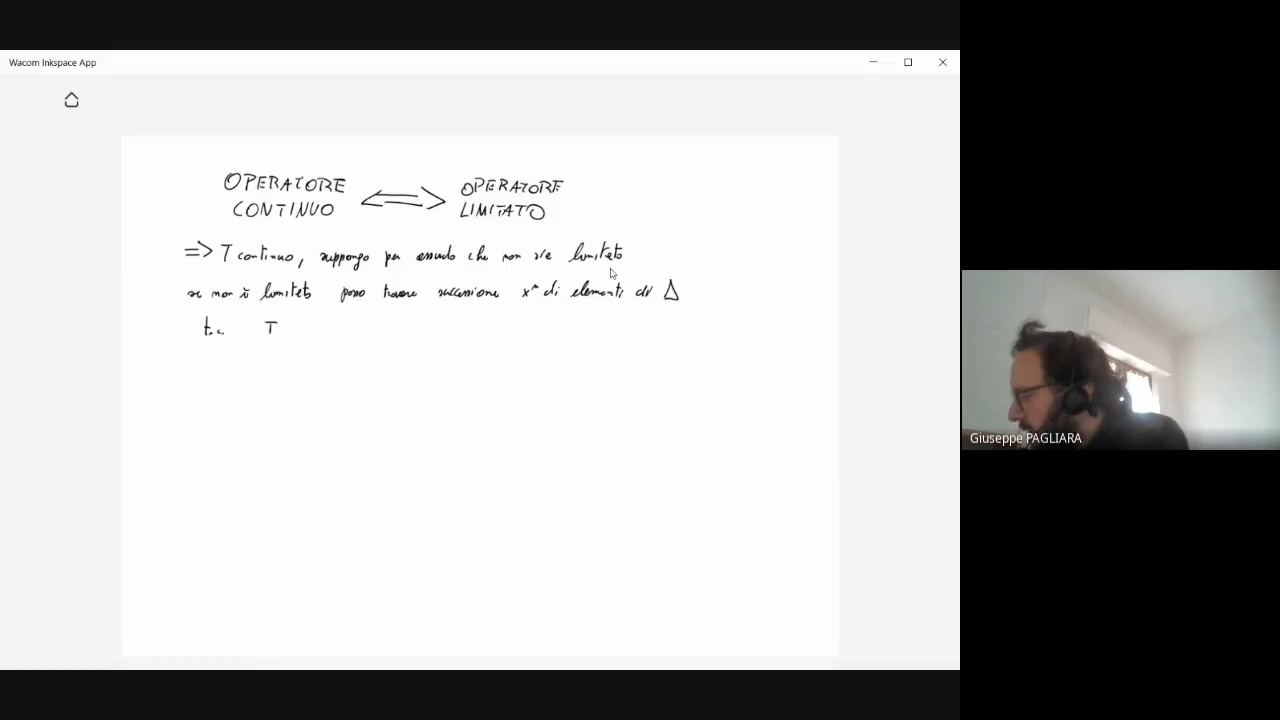 Wacom Inkspace App
OPERATORE CONTINUO <=> OPERATORE LIMITATO
=> T continuo, suppongo per assurdo che non sia limitato
se non è limitato posso trovare successione xⁿ di elementi di Δ
t.c. T
Giuseppe PAGLIARA